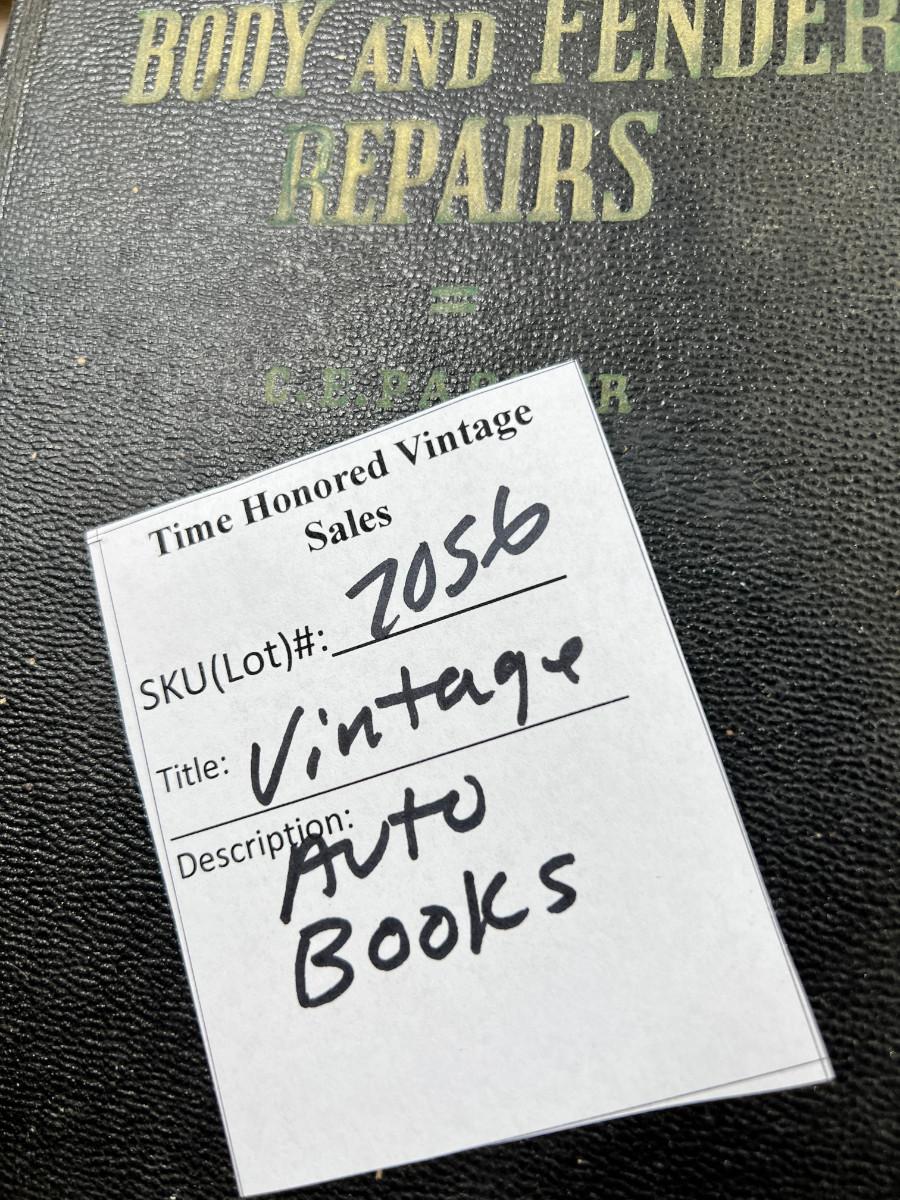 BODY AND FENDER
REPAIRS
=
C.E.
Time Honored Vintage
Sales
SKU(Lot)#: 2056
Title: Vintage
Description: Auto
Books